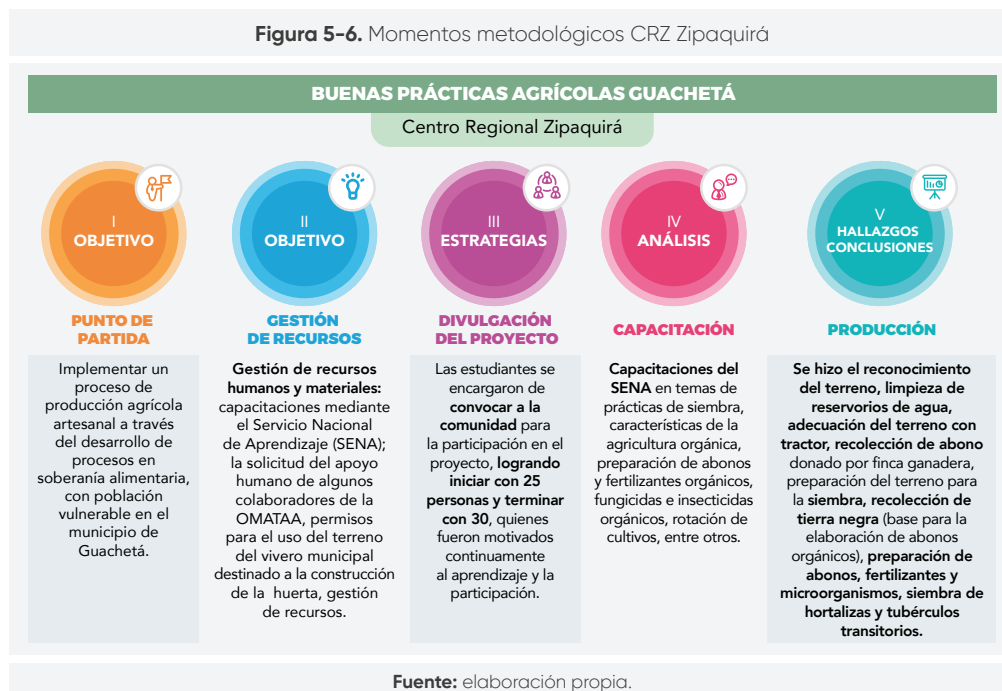 Figura 5-6. Momentos metodológicos CRZ Zipaquirá
BUENAS PRÁCTICAS AGRÍCOLAS GUACHETÁ
Centro Regional Zipaquirá
I
OBJETIVO
PUNTO DE
PARTIDA
Implementar un
proceso de
producción agrícola
artesanal a través
del desarrollo de
procesos en
soberanía alimentaria,
con población
vulnerable en el
municipio de
Guachetá.
II
OBJETIVO
GESTIÓN
DE RECURSOS
Gestión de recursos
humanos y materiales:
capacitaciones mediante
el Servicio Nacional
de Aprendizaje (SENA);
la solicitud del apoyo
humano de algunos
colaboradores de la
OMATAA, permisos
para el uso del terreno
del vivero municipal
destinado a la construcción
de la huerta, gestión
de recursos.
III
ESTRATEGIAS
DIVULGACIÓN
DEL PROYECTO
Las estudiantes se
encargaron de
convocar a la
comunidad para
la participación en el
proyecto, logrando
iniciar con 25
personas y terminar
con 30, quienes
fueron motivados
continuamente
al aprendizaje y la
participación.
IV
ANÁLISIS
CAPACITACIÓN
Capacitaciones del
SENA en temas de
prácticas de siembra,
características de la
agricultura orgánica,
preparación de abonos
y fertilizantes orgánicos,
fungicidas e insecticidas
orgánicos, rotación de
cultivos, entre otros.
V
HALLAZGOS
CONCLUSIONES
PRODUCCIÓN
Se hizo el reconocimiento
del terreno, limpieza de
reservorios de agua,
adecuación del terreno con
tractor, recolección de abono
donado por finca ganadera,
preparación del terreno para
la siembra, recolección de
tierra negra (base para la
elaboración de abonos
orgánicos), preparación de
abonos, fertilizantes y
microorganismos, siembra de
hortalizas y tubérculos
transitorios.
Fuente: elaboración propia.